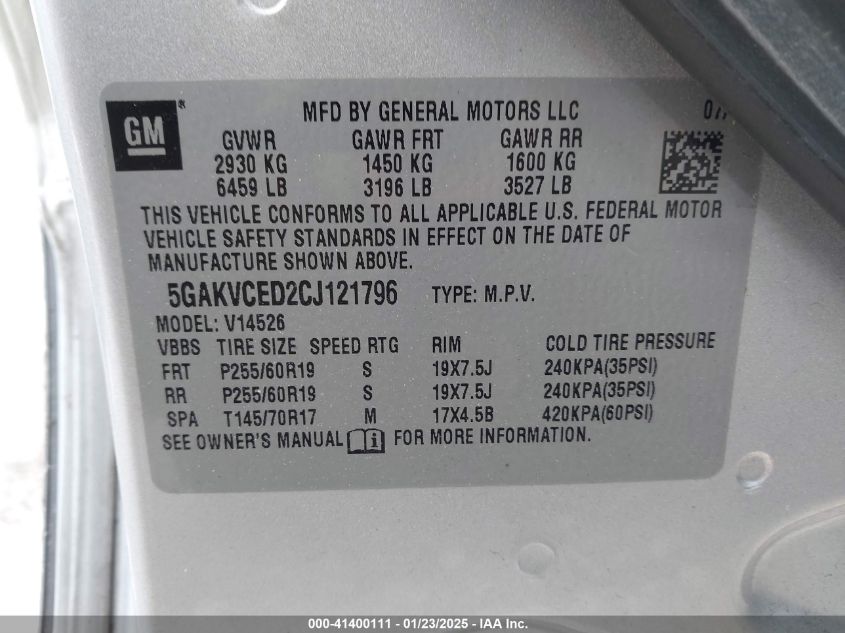 GM ®
MFD BY GENERAL MOTORS LLC
GVWR GAWR FRT GAWR RR
2930 KG 1450 KG 1600 KG
6459 LB 3196 LB 3527 LB
THIS VEHICLE CONFORMS TO ALL APPLICABLE U.S. FEDERAL MOTOR
VEHICLE SAFETY STANDARDS IN EFFECT ON THE DATE OF
MANUFACTURE SHOWN ABOVE.
5GAKVCED2CJ121796 TYPE: M.P.V.
MODEL: V14526
VBBS TIRE SIZE SPEED RTG RIM COLD TIRE PRESSURE
FRT P255/60R19 S 19X7.5J 240KPA(35PSI)
RR P255/60R19 S 19X7.5J 240KPA(35PSI)
SPA T145/70R17 M 17X4.5B 420KPA(60PSI)
SEE OWNER'S MANUAL i FOR MORE INFORMATION.
000-41400111 - 01/23/2025 - IAA Inc.